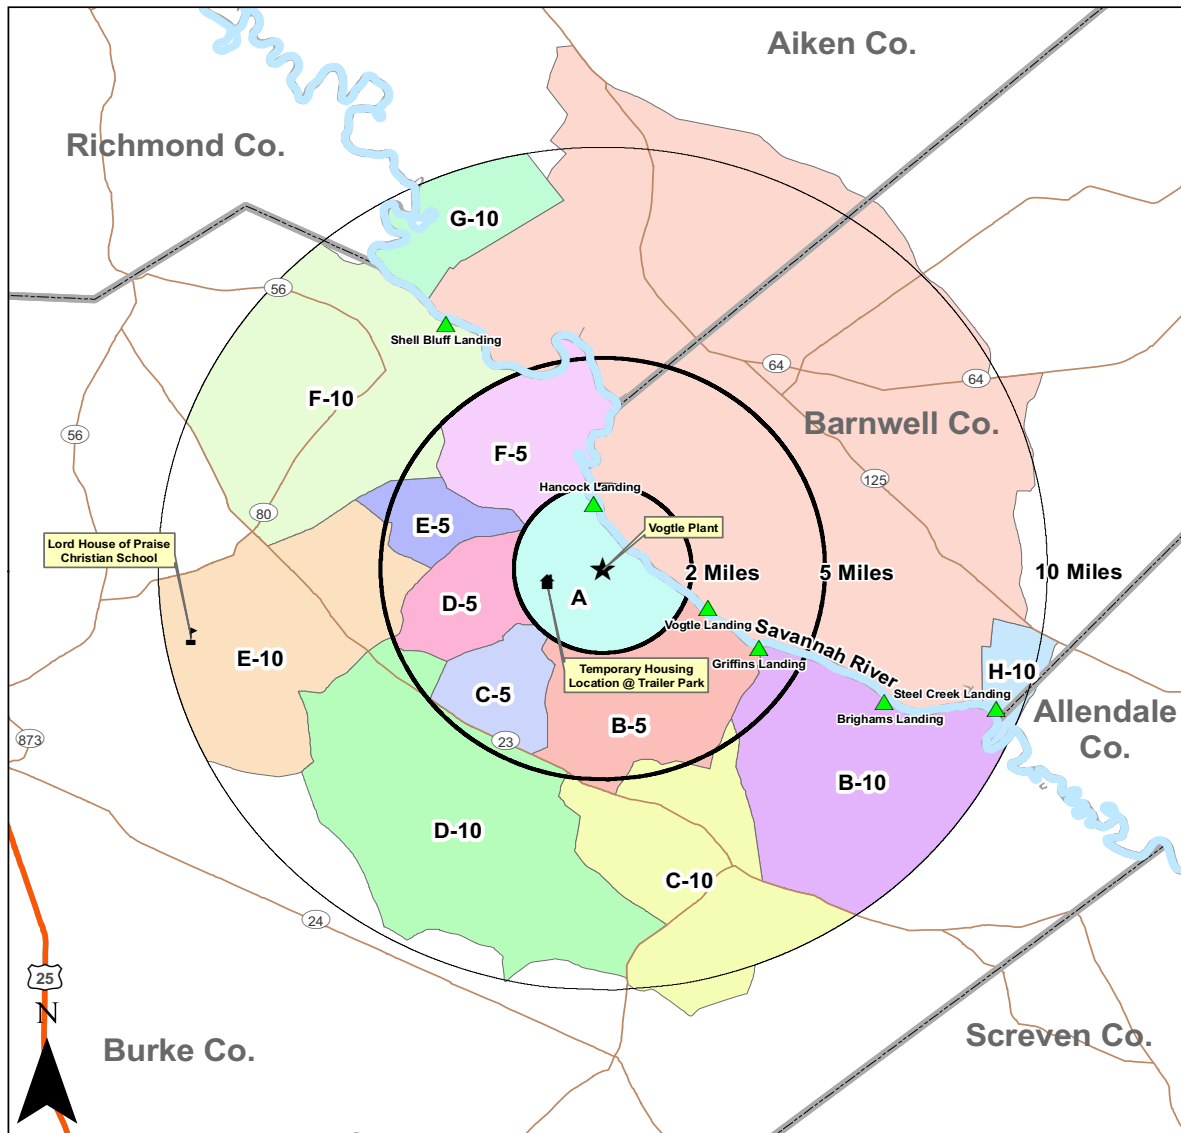 Aiken Co.
Richmond Co.
G-10
56
Shell Bluff Landing
64
64
F-10
Barnwell Co.
56
F-5
125
Hancock Landing
80
E-5
Vogtle Plant
Lord House of Praise
Christian School
2 Miles
5 Miles
10 Miles
A
D-5
Vogtle Landing
Savannah River
E-10
Griffins Landing
Temporary Housing
Location @ Trailer Park
H-10
C-5
Steel Creek Landing
Allendale
Co.
Brighams Landing
B-5
873
23
B-10
D-10
C-10
24
25
N
Burke Co.
Screven Co.